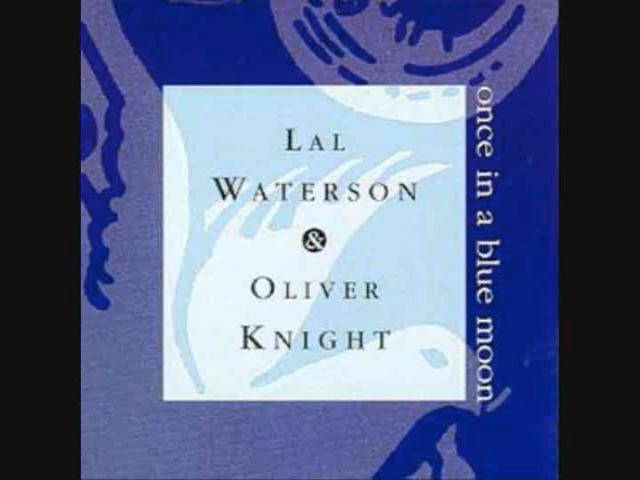 LAL
WATERSON
&
OLIVER
KNIGHT
once in a blue moon